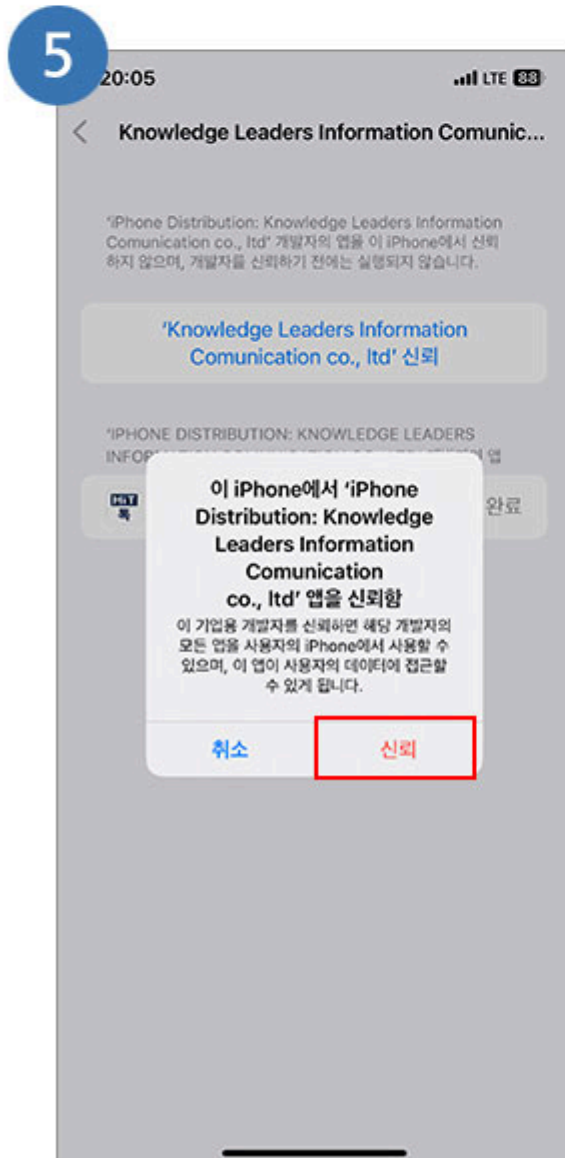 5
20:05
LTE 88
Knowledge Leaders Information Comunic...
'iPhone Distribution: Knowledge Leaders Information
Comunication co., ltd' 개발자의 앱을 이 iPhone에서 신뢰
하지 않으며, 개발자를 신뢰하기 전에는 실행되지 않습니다.
'Knowledge Leaders Information
Comunication co., ltd' 신뢰
'IPHONE DISTRIBUTION: KNOWLEDGE LEADERS
앱
HiT
톡
완료
이 iPhone에서 'iPhone
Distribution: Knowledge
Leaders Information
Comunication
co., ltd' 앱을 신뢰함
이 기업용 개발자를 신뢰하면 해당 개발자의
모든 앱을 사용자의 iPhone에서 사용할 수
있으며, 이 앱이 사용자의 데이터에 접근할
수 있게 됩니다.
취소
신뢰